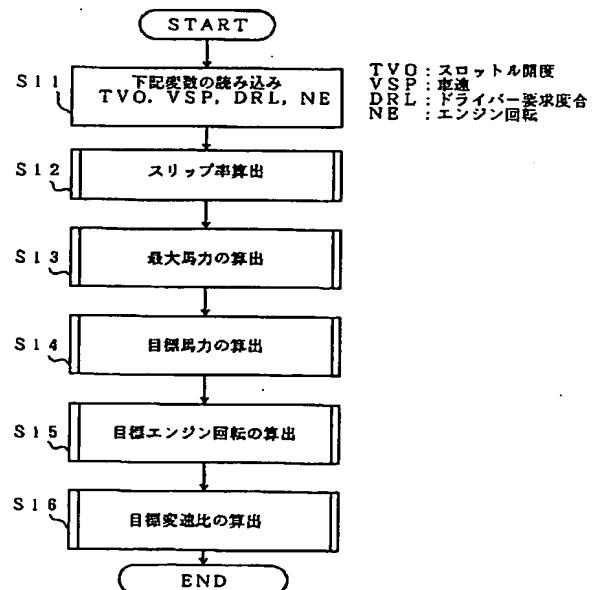 START
S11
下記変数の読み込み
TVO, VSP, DRL, NE
TVO:スロットル開度
VSP:車速
DRL:ドライバー要求度合
NE :エンジン回転
S12
スリップ率算出
S13
最大馬力の算出
S14
目標馬力の算出
S15
目標エンジン回転の算出
S16
目標変速比の算出
END